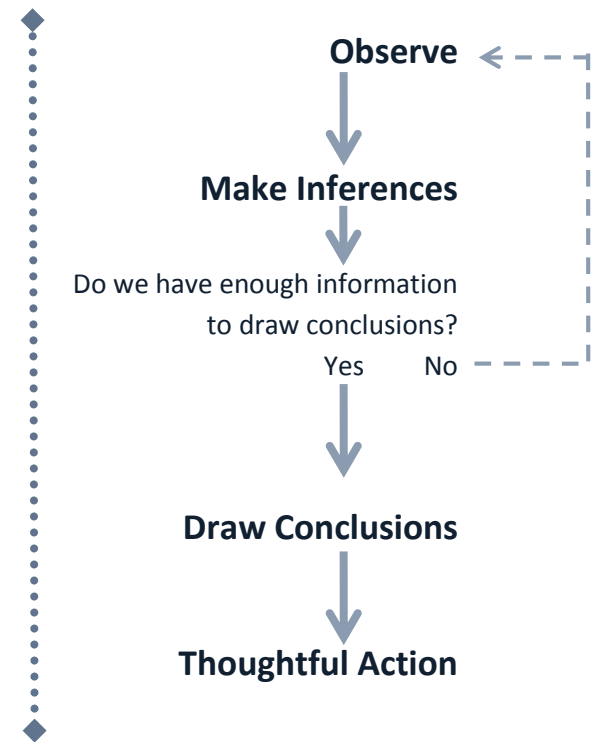 Observe
Make Inferences
Do we have enough information
to draw conclusions?
Yes No
Draw Conclusions
Thoughtful Action